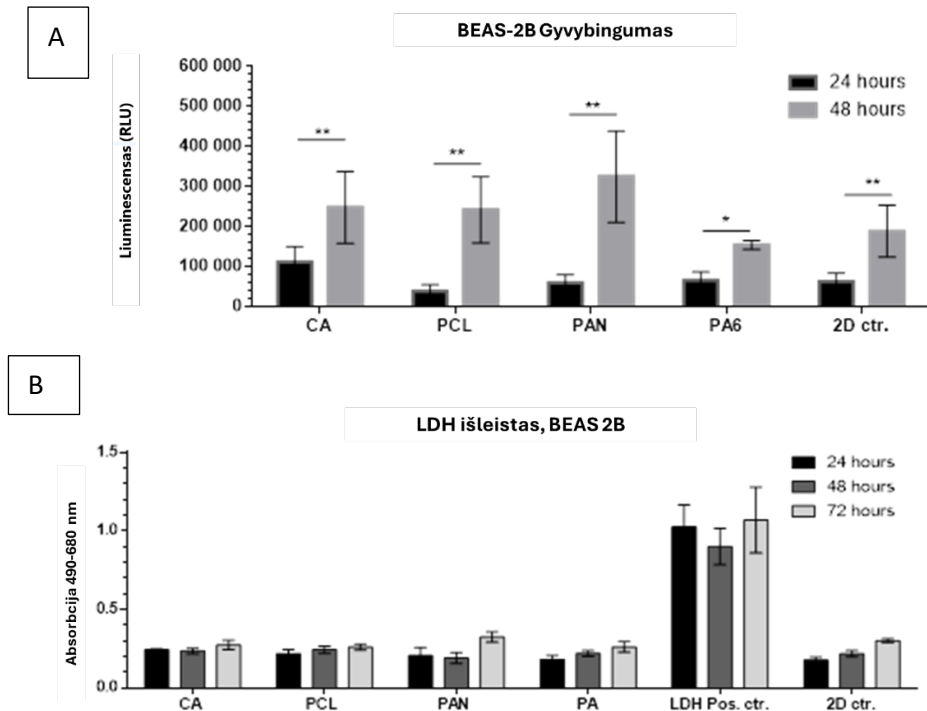 A
BEAS-2B Gyvybingumas
Liuminescensas (RLU)
600 000
500 000
400 000
300 000
200 000
100 000
0
24 hours
48 hours
**
**
**
*
**
CA PCL PAN PA6 2D ctr.
B
LDH išleistas, BEAS 2B
Absorbcija 490-680 nm
1.5
1.0
0.5
0.0
24 hours
48 hours
72 hours
CA PCL PAN PA LDH Pos. ctr. 2D ctr.